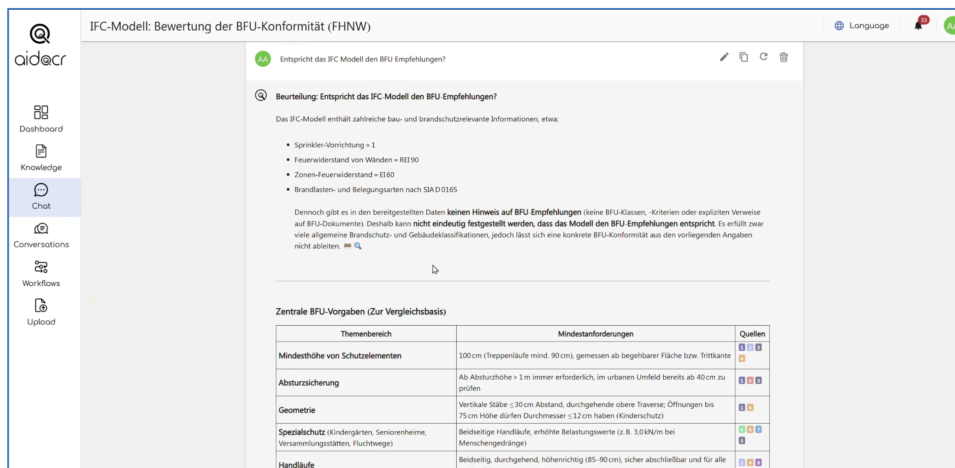 aidocr
IFC-Modell: Bewertung der BFU-Konformität (FHNW)
Language
33
AA
Dashboard
Knowledge
Chat
Conversations
Workflows
Upload
AA
Entspricht das IFC Modell den BFU Empfehlungen?
Beurteilung: Entspricht das IFC-Modell den BFU-Empfehlungen?
Das IFC-Modell enthält zahlreiche bau- und brandschutzrelevante Informationen, etwa:
• Sprinkler-Vorrichtung = 1
• Feuerwiderstand von Wänden = REI90
• Zonen-Feuerwiderstand = EI60
• Brandlasten- und Belegungsarten nach SIA D 0165
Dennoch gibt es in den bereitgestellten Daten keinen Hinweis auf BFU-Empfehlungen (keine BFU-Klassen, -Kriterien oder expliziten Verweise
auf BFU-Dokumente). Deshalb kann nicht eindeutig festgestellt werden, dass das Modell den BFU-Empfehlungen entspricht. Es erfüllt zwar
viele allgemeine Brandschutz- und Gebäudeklassifikationen, jedoch lässt sich eine konkrete BFU-Konformität aus den vorliegenden Angaben
nicht ableiten.
Zentrale BFU-Vorgaben (Zur Vergleichsbasis)
Themenbereich Mindestanforderungen Quellen
Mindesthöhe von Schutzelementen 100 cm (Treppenläufe mind. 90 cm), gemessen ab begehbarer Fläche bzw. Trittkante
Absturzsicherung Ab Absturzhöhe > 1 m immer erforderlich, im urbanen Umfeld bereits ab 40 cm zu
prüfen
Geometrie Vertikale Stäbe ≤30 cm Abstand, durchgehende obere Traverse; Öffnungen bis
75 cm Höhe dürfen Durchmesser ≤12 cm haben (Kinderschutz)
Spezialschutz (Kindergärten, Seniorenheime, Beidseitige Handläufe, erhöhte Belastungswerte (z. B. 3,0 kN/m bei
Versammlungsstätten, Fluchtwege) Menschengedränge)
Handläufe Beidseitig, durchgehend, höhenrichtig (85–90 cm), sicher abschließbar und für alle